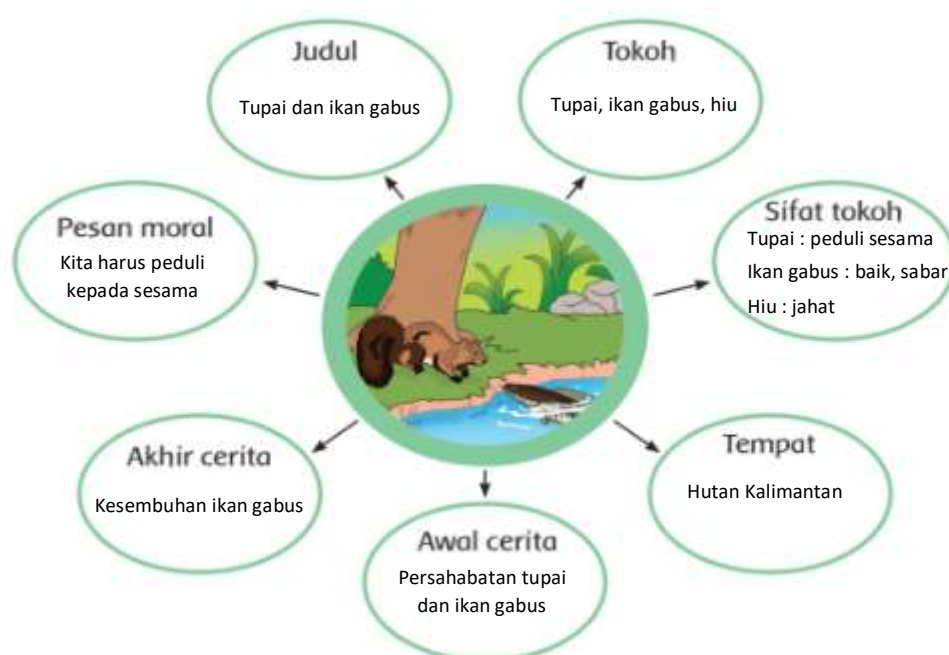 Judul
Tupai dan ikan gabus
Tokoh
Tupai, ikan gabus, hiu
Pesan moral
Kita harus peduli
kepada sesama
Sifat tokoh
Tupai : peduli sesama
Ikan gabus : baik, sabar
Hiu : jahat
Akhir cerita
Kesembuhan ikan gabus
Tempat
Hutan Kalimantan
Awal cerita
Persahabatan tupai
dan ikan gabus